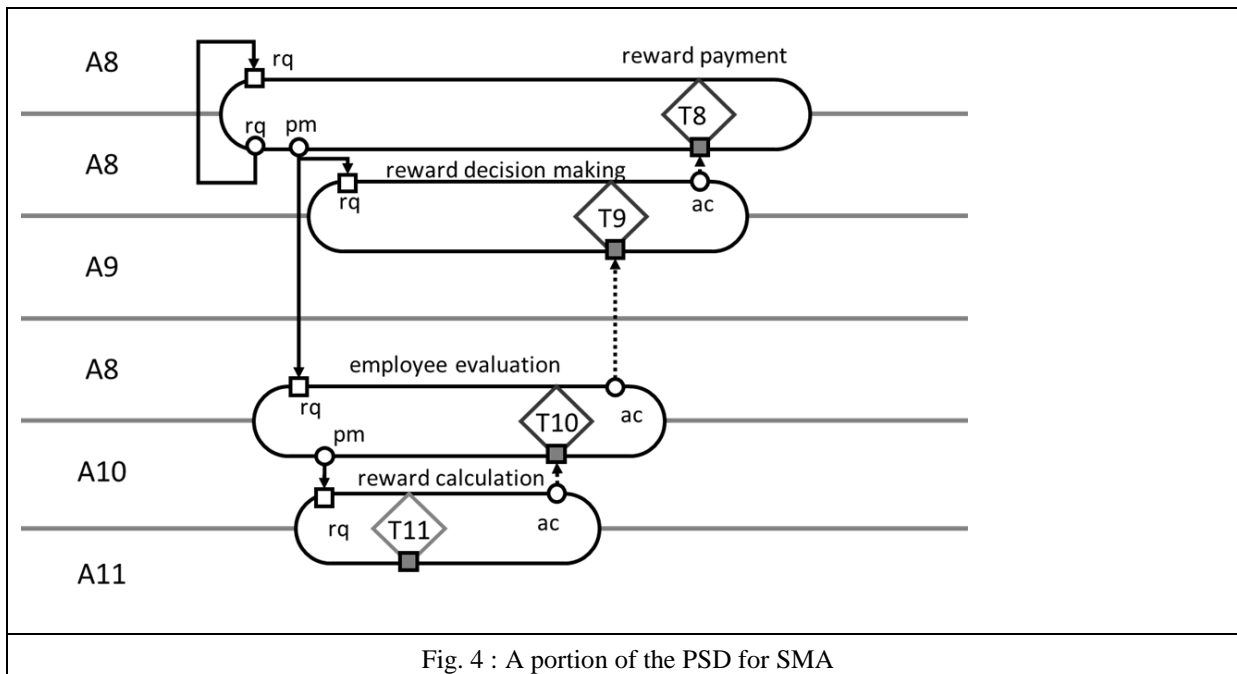 A8
rq
reward payment
rq
pm
T8
A8
reward decision making
rq
ac
T9
A9
A8
employee evaluation
rq
ac
T10
pm
A10
reward calculation
rq
ac
T11
A11
Fig. 4 : A portion of the PSD for SMA